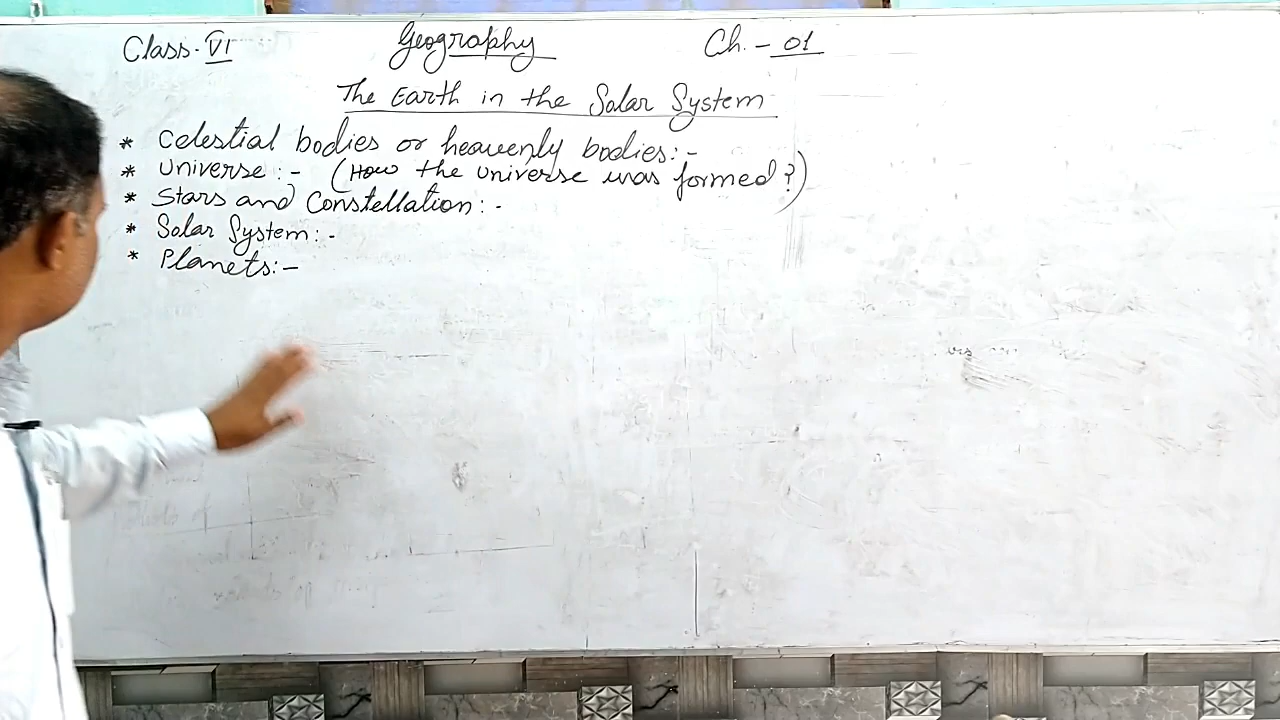 Class-VI Geography Ch. - 01
The Earth in the Solar System
* Celestial bodies or heavenly bodies:-
* Universe:- (How the universe was formed?)
* Stars and Constellation:-
* Solar System:-
* Planets:-